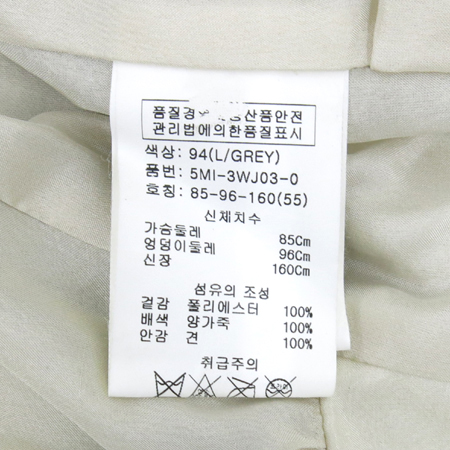 품질경 공산품안전
관리법에의한품질표시
색상: 94(L/GREY)
품번: 5MI-3WJ03-0
호칭: 85-96-160(55)
신체치수
가슴둘레 85Cm
엉덩이둘레 96Cm
신장 160Cm
섬유의 조성
겉감 폴리에스터 100%
배색 양가죽 100%
안감 견 100%
취급주의